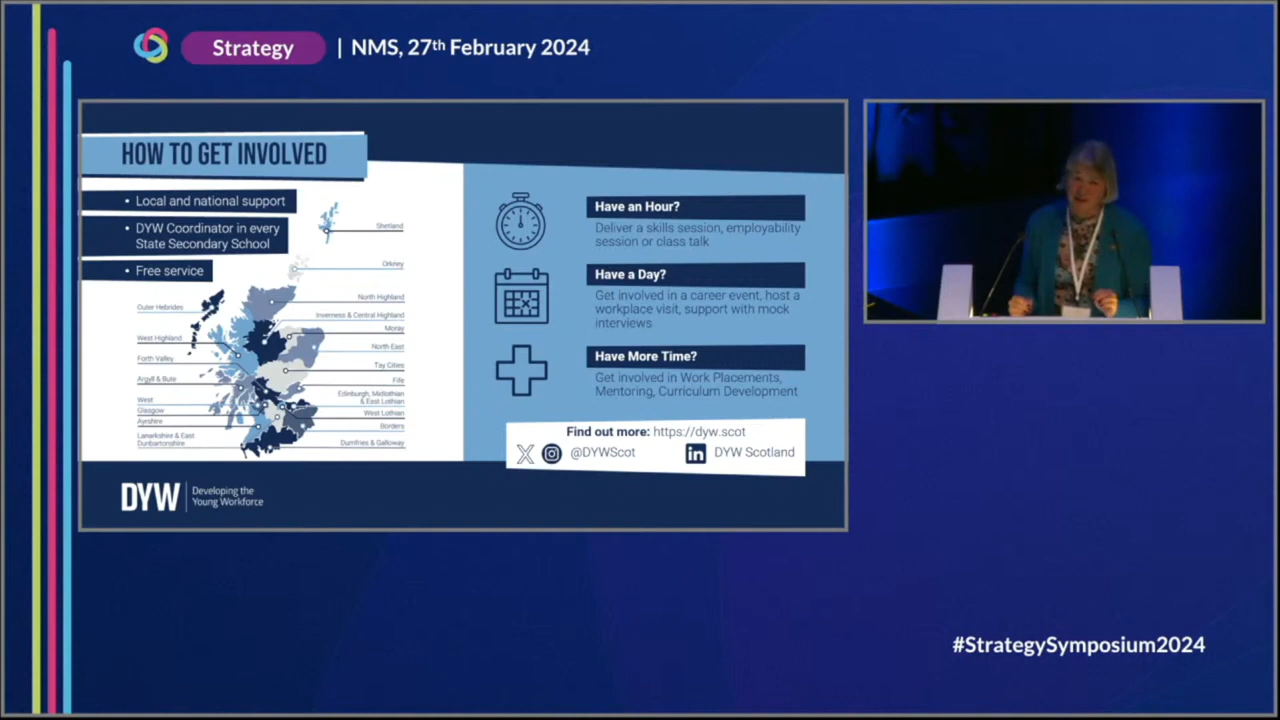 Strategy | NMS, 27th February 2024
HOW TO GET INVOLVED
• Local and national support
• DYW Coordinator in every
State Secondary School
• Free service
Shetland
Orkney
North Highland
Inverness & Central Highland
Moray
North East
Tay Cities
Fife
Edinburgh, Midlothian
& East Lothian
West Lothian
Borders
Dumfries & Galloway
Outer Hebrides
West Highland
Forth Valley
Argyll & Bute
West
Glasgow
Ayrshire
Lanarkshire & East
Dunbartonshire
Have an Hour?
Deliver a skills session, employability
session or class talk
Have a Day?
Get involved in a career event, host a
workplace visit, support with mock
interviews
Have More Time?
Get involved in Work Placements,
Mentoring, Curriculum Development
Find out more: https://dyw.scot
X @DYWScot in DYW Scotland
DYW Developing the
Young Workforce
#StrategySymposium2024